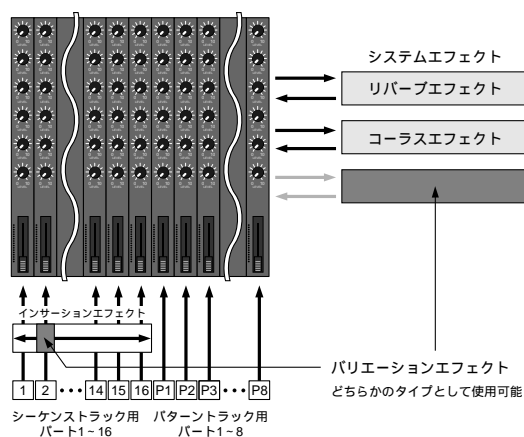 システムエフェクト
リバーブエフェクト
コーラスエフェクト
インサーションエフェクト
バリエーションエフェクト
どちらかのタイプとして使用可能
1 2 ・・・ 14 15 16 P1 P2 P3 ・・・ P8
シーケンストラック用 パターントラック用
パート1~16 パート1~8